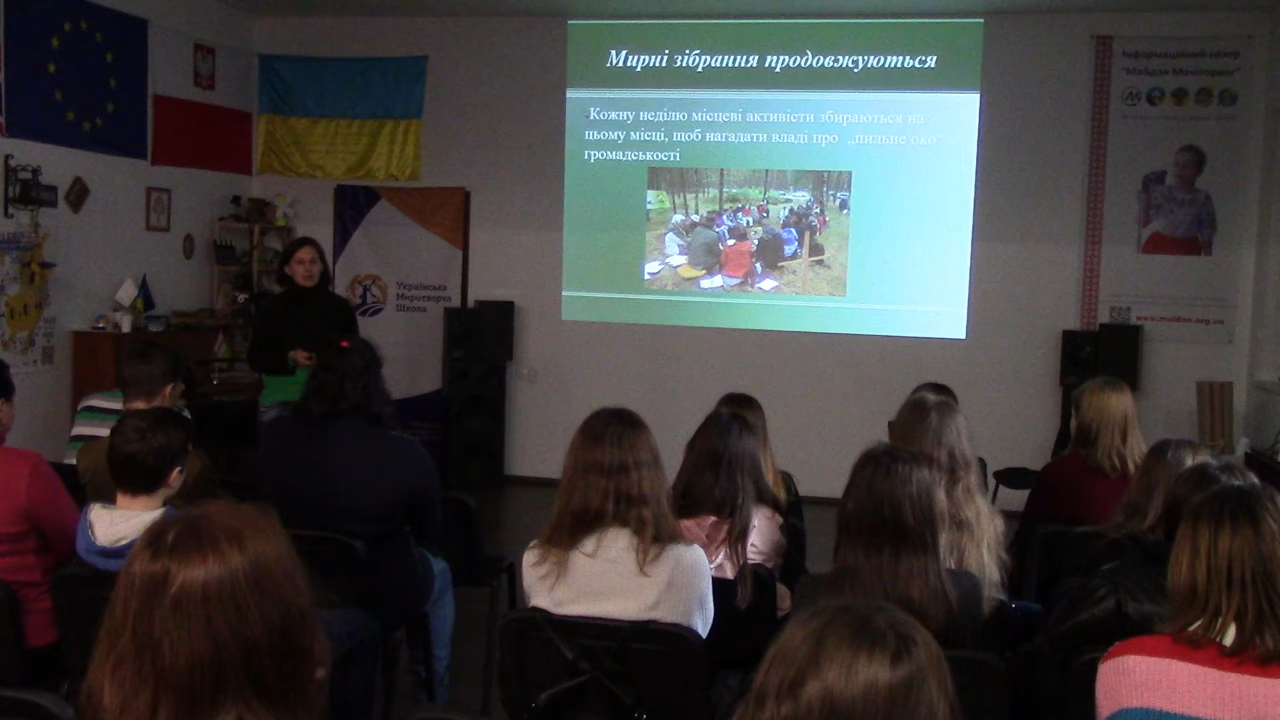 Мирні зібрання продовжуються
Кожну неділю місцеві активісти збираються на
цьому місці, щоб нагадати владі про „пильне око
громадськості
Українська
Миротворча
Школа
Інформаційний центр
"Майдан Моніторинг"
www.maidan.org.ua